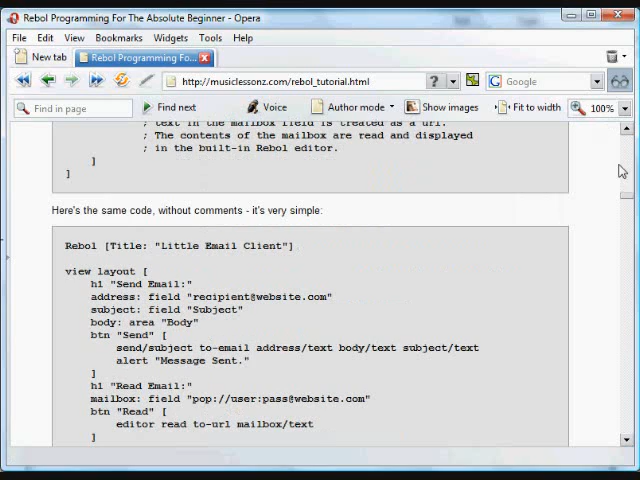 Rebol Programming For The Absolute Beginner - Opera
File Edit View Bookmarks Widgets Tools Help
New tab Rebol Programming Fo...
http://musiclessonz.com/rebol_tutorial.html ? Google
Find in page Find next Voice Author mode Show images Fit to width 100%
; text in the mailbox field is created as a url.
; The contents of the mailbox are read and displayed
; in the built-in Rebol editor.
]
]
Here's the same code, without comments - it's very simple:
Rebol [Title: "Little Email Client"]
view layout [
h1 "Send Email:"
address: field "recipient@website.com"
subject: field "Subject"
body: area "Body"
btn "Send" [
send/subject to-email address/text body/text subject/text
alert "Message Sent."
]
h1 "Read Email:"
mailbox: field "pop://user:pass@website.com"
btn "Read" [
editor read to-url mailbox/text
]